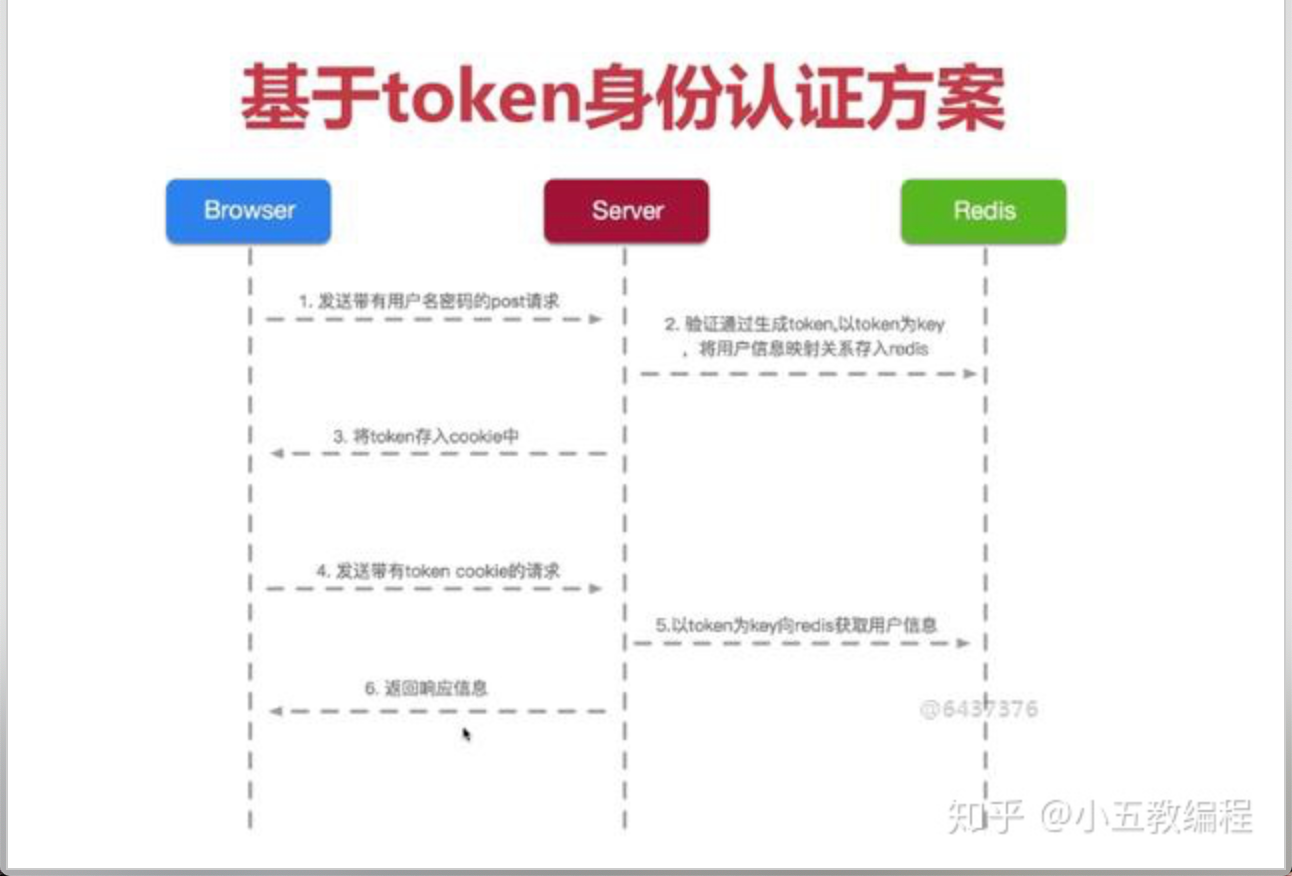 基于token身份认证方案
Browser
Server
Redis
1. 发送带有用户名密码的post请求
2. 验证通过生成token,以token为key
，将用户信息映射关系存入redis
3. 将token存入cookie中
4. 发送带有token cookie的请求
5.以token为key向redis获取用户信息
6. 返回响应信息
@6437376
知乎 @小五教编程